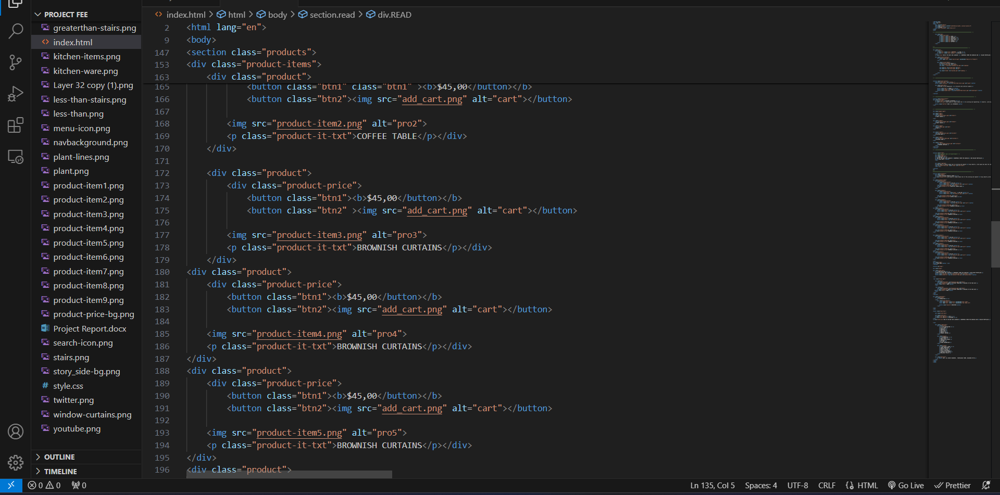 PROJECT FEE
greaterthan-stairs.png
index.html
kitchen-items.png
kitchen-ware.png
Layer 32 copy (1).png
less-than-stairs.png
less-than.png
menu-icon.png
navbackground.png
plant-lines.png
plant.png
product-item1.png
product-item2.png
product-item3.png
product-item4.png
product-item5.png
product-item6.png
product-item7.png
product-item8.png
product-item9.png
product-price-bg.png
Project Report.docx
search-icon.png
stairs.png
story_side-bg.png
style.css
twitter.png
window-curtains.png
youtube.png
OUTLINE
TIMELINE
index.html > html > body > section.read > div.READ
2 <html lang="en">
9 <body>
147 <section class="products">
153 <div class="product-items">
163 <div class="product">
165 <button class="btn1" class="btn1" ><b>$45,00</button></b>
166 <button class="btn2"><img src="add_cart.png" alt="cart"></button>
167
168 <img src="product-item2.png" alt="pro2">
169 <p class="product-it-txt">COFFEE TABLE</p></div>
170 </div>
171
172 <div class="product">
173 <div class="product-price">
174 <button class="btn1"><b>$45,00</button></b>
175 <button class="btn2" ><img src="add_cart.png" alt="cart"></button>
176
177 <img src="product-item3.png" alt="pro3">
178 <p class="product-it-txt">BROWNISH CURTAINS</p></div>
179 </div>
180 <div class="product">
181 <div class="product-price">
182 <button class="btn1"><b>$45,00</button></b>
183 <button class="btn2"><img src="add_cart.png" alt="cart"></button>
184
185 <img src="product-item4.png" alt="pro4">
186 <p class="product-it-txt">BROWNISH CURTAINS</p></div>
187 </div>
188 <div class="product">
189 <div class="product-price">
190 <button class="btn1"><b>$45,00</button></b>
191 <button class="btn2"><img src="add_cart.png" alt="cart"></button>
192
193 <img src="product-item5.png" alt="pro5">
194 <p class="product-it-txt">BROWNISH CURTAINS</p></div>
195 </div>
196 <div class="product">
0 0 0 Ln 135, Col 5 Spaces: 4 UTF-8 CRLF HTML Go Live Prettier